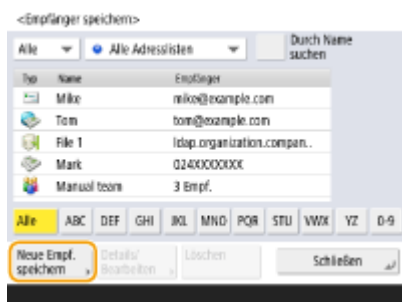 <Empfänger speichern>
Alle Alle Adresslisten Durch Name suchen
Typ Name Empfänger
Mike mike@example.com
Tom tom@example.com
File 1 ldap.organization.compan..
Mark 024XXXXXXX
Manual team 3 Empf.
Alle ABC DEF GHI JKL MNO PQR STU VWX YZ 0-9
Neue Empf. speichern Details/ Bearbeiten Löschen Schließen